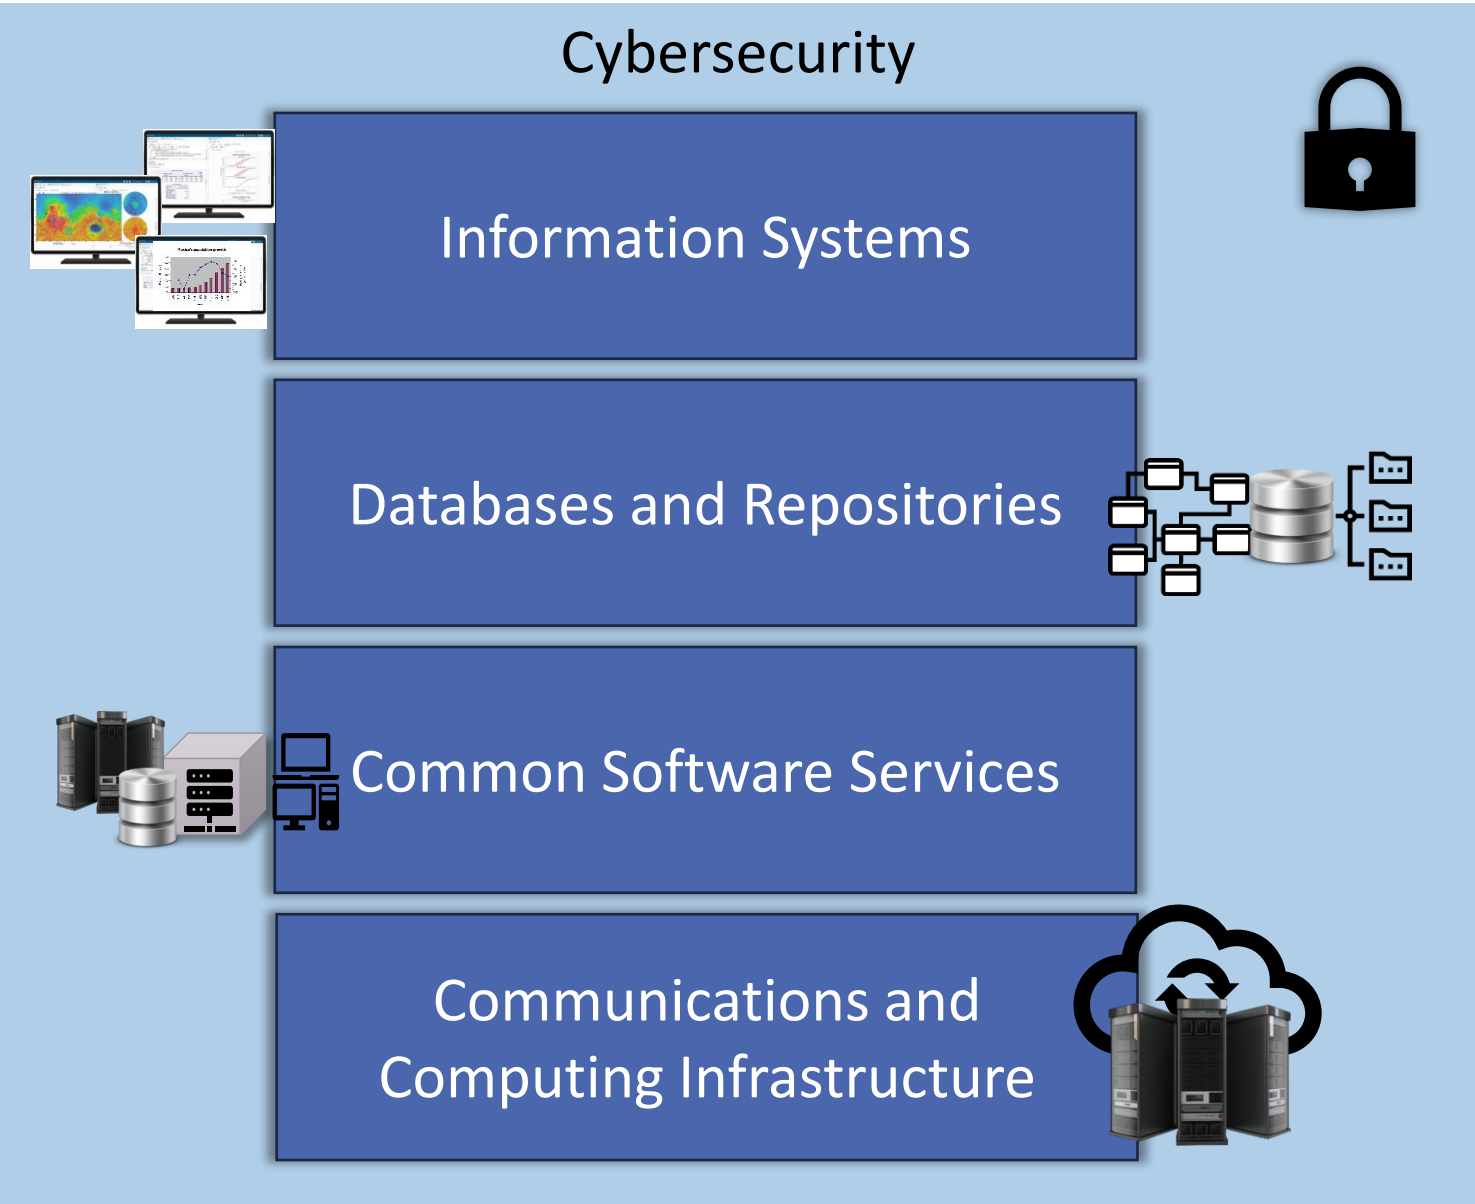 Cybersecurity
Information Systems
Databases and Repositories
Common Software Services
Communications and
Computing Infrastructure